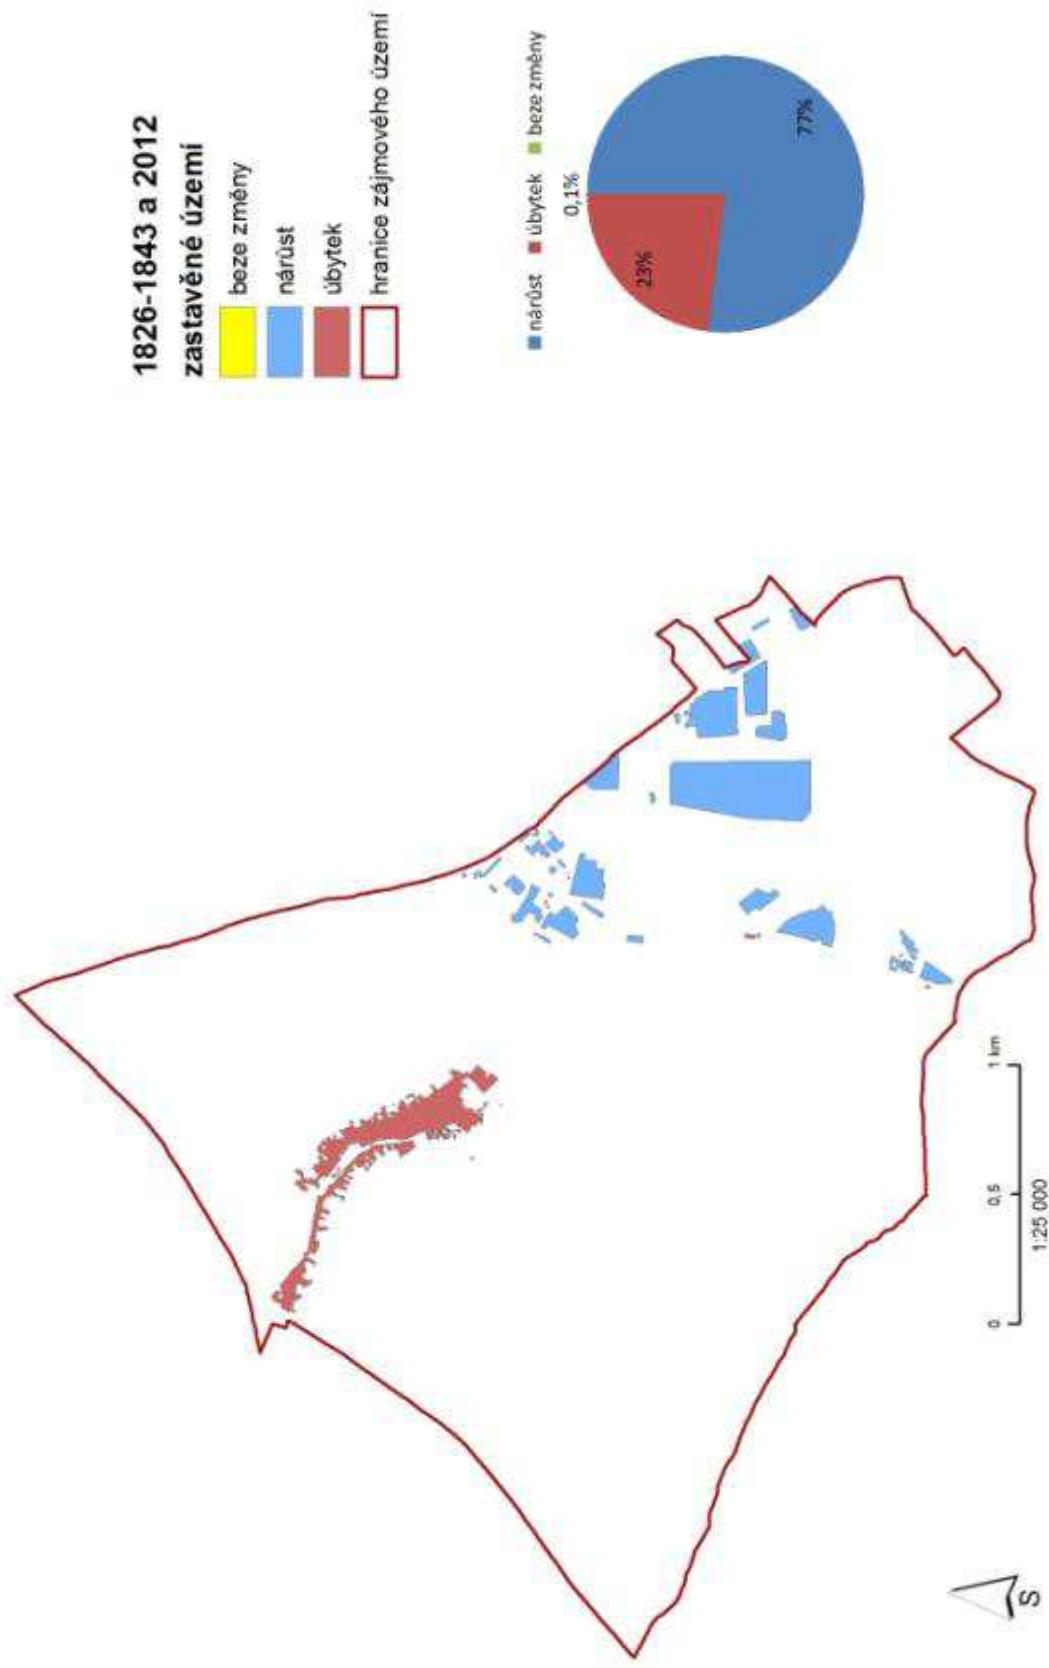 1826-1843 a 2012
zastavěné území
beze změny
nárůst
úbytek
hranice zájmového území
nárůst úbytek beze změny
0,1%
23%
77%
0 0,5 1 km
1:25 000
S